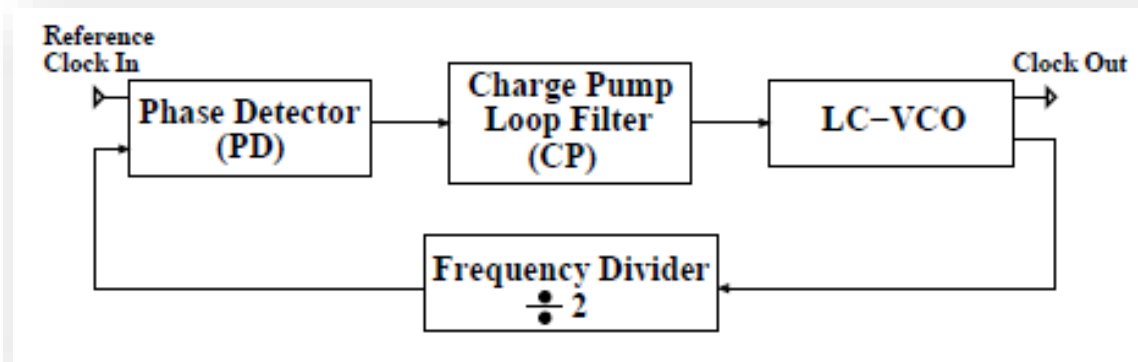 Reference
Clock In
Phase Detector
(PD)
Charge Pump
Loop Filter
(CP)
LC−VCO
Clock Out
Frequency Divider
÷ 2